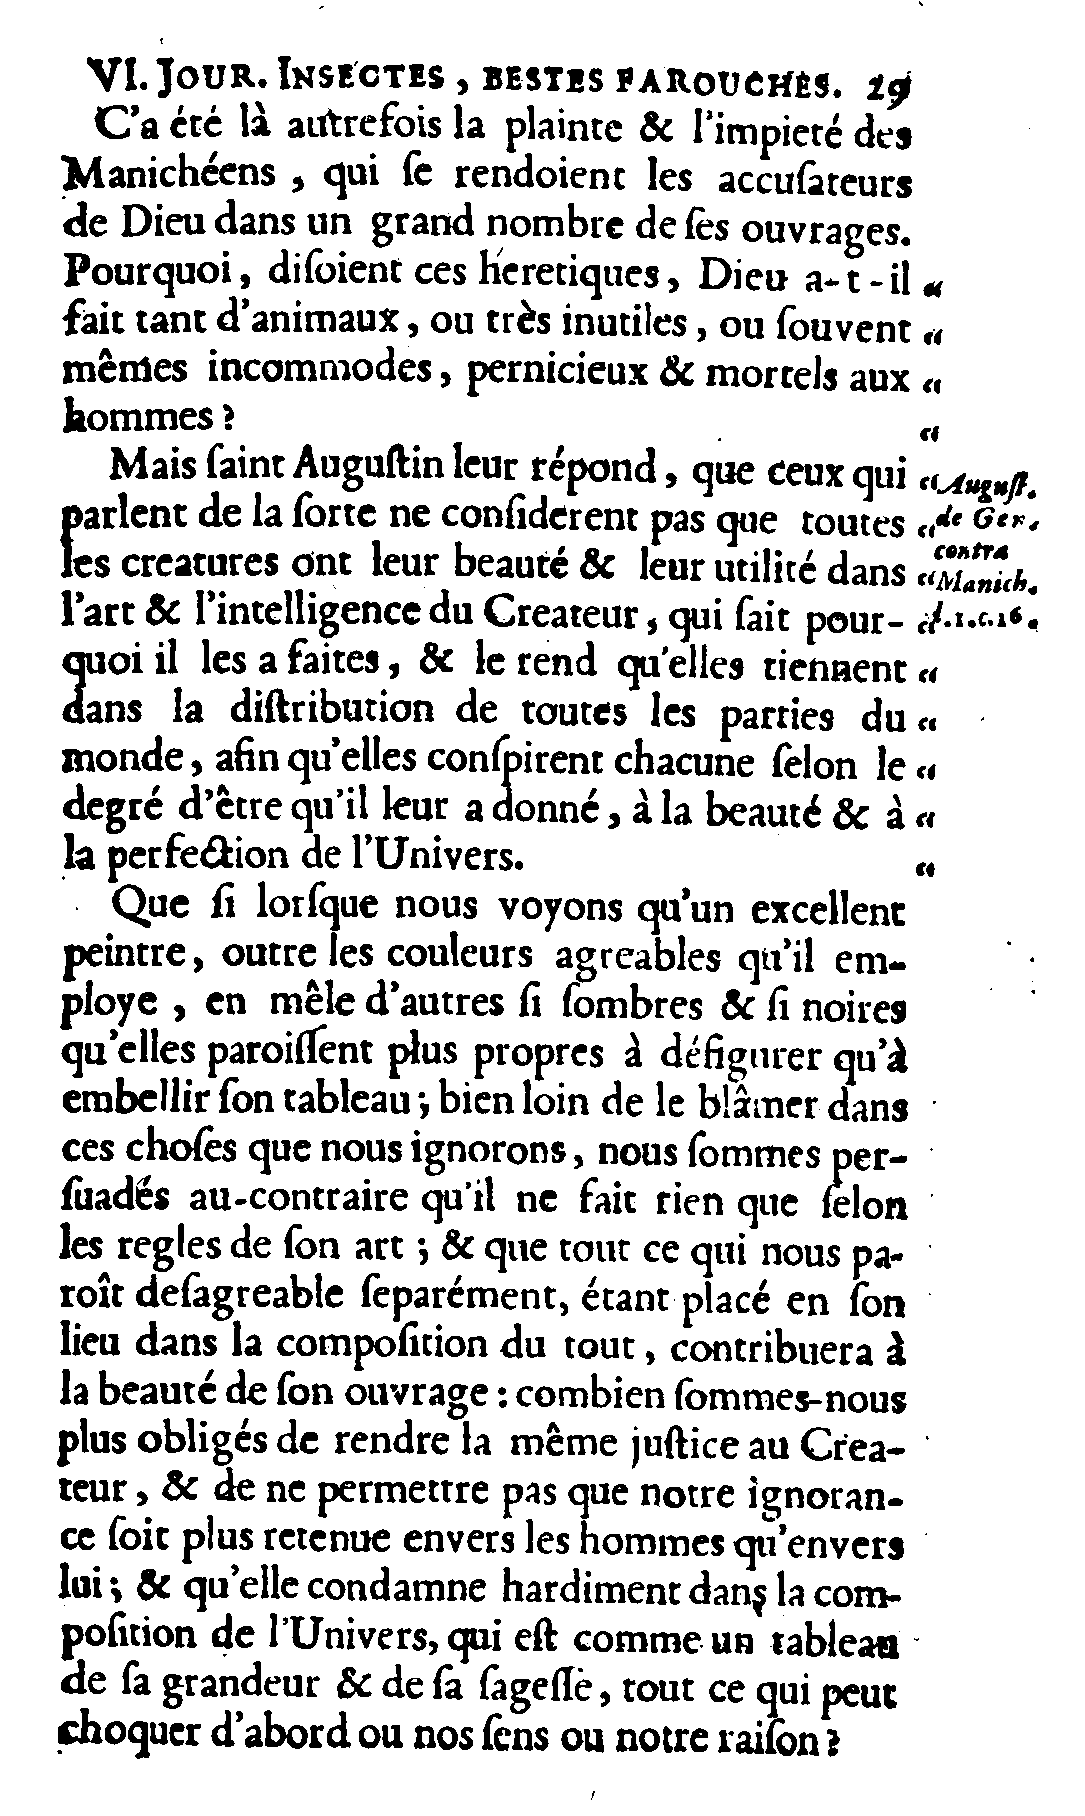 VI. JOUR. INSECTES, BESTES FAROUCHES. 29
C'a été là autrefois la plainte & l'impieté des
Manichéens, qui ſe rendoient les accuſateurs
de Dieu dans un grand nombre de ſes ouvrages.
Pourquoi, diſoient ces heretiques, Dieu a-t-il “
fait tant d'animaux, ou très inutiles, ou ſouvent “
mêmes incommodes, pernicieux & mortels aux “
hommes? “
Mais ſaint Auguſtin leur répond, que ceux qui “ Auguſt.
parlent de la ſorte ne conſiderent pas que toutes “ de Gen.
contra
les creatures ont leur beauté & leur utilité dans “ Manich.
l'art & l'intelligence du Createur, qui ſait pour- “ l.1.c.16.
quoi il les a faites, & le rend qu'elles tiennent “
dans la diſtribution de toutes les parties du “
monde, afin qu'elles conſpirent chacune ſelon le “
degré d'être qu'il leur a donné, à la beauté & à “
la perfection de l'Univers. “
Que ſi lorſque nous voyons qu'un excellent
peintre, outre les couleurs agreables qu'il em-
ploye, en mêle d'autres ſi ſombres & ſi noires
qu'elles paroiſſent plus propres à défigurer qu'à
embellir ſon tableau; bien loin de le blâmer dans
ces choſes que nous ignorons, nous ſommes per-
ſuadés au-contraire qu'il ne fait rien que ſelon
les regles de ſon art; & que tout ce qui nous pa-
roît deſagreable ſeparément, étant placé en ſon
lieu dans la compoſition du tout, contribuera à
la beauté de ſon ouvrage: combien ſommes-nous
plus obligés de rendre la même juſtice au Crea-
teur, & de ne permettre pas que notre ignoran-
ce ſoit plus retenue envers les hommes qu'envers
lui; & qu'elle condamne hardiment dans la com-
poſition de l'Univers, qui eſt comme un tableau
de ſa grandeur & de ſa ſageſſe, tout ce qui peut
choquer d'abord ou nos ſens ou notre raiſon?